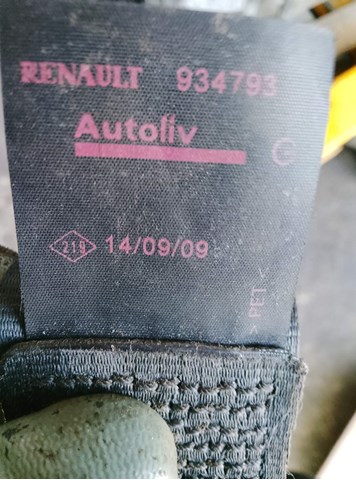 RENAULT 934793
Autoliv
C
219 14/09/09
>PET<